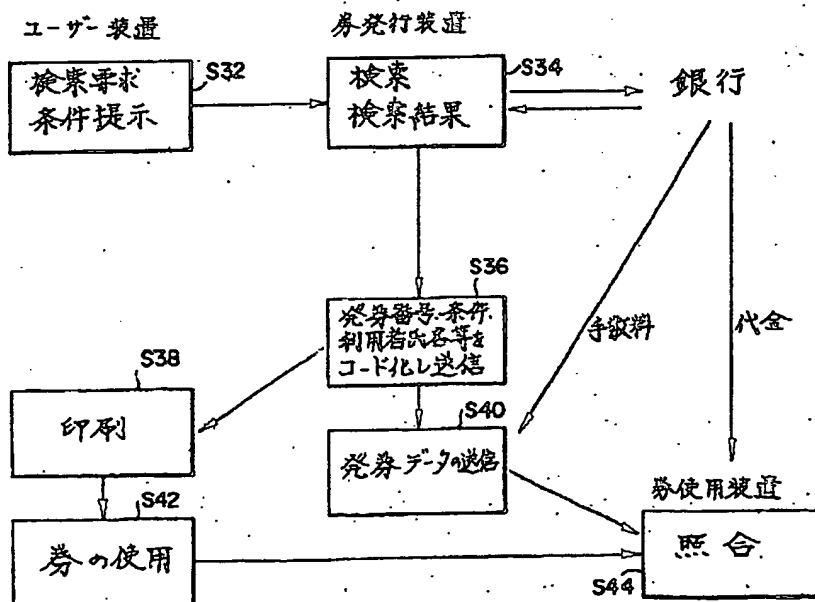 ユーザー装置
券発行装置
検索要求
条件提示
S32
検索
検索結果
S34
銀行
S36
発券番号、条件、
利用者氏名等を
コード化し送信
手数料
代金
S38
印刷
S40
発券データの送信
S42
券の使用
券使用装置
照合
S44